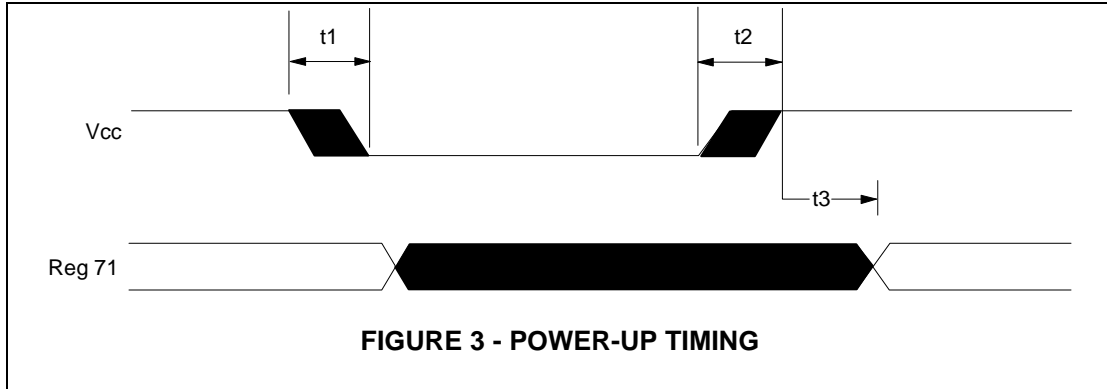 t1
t2
Vcc
t3
Reg 71
FIGURE 3 - POWER-UP TIMING